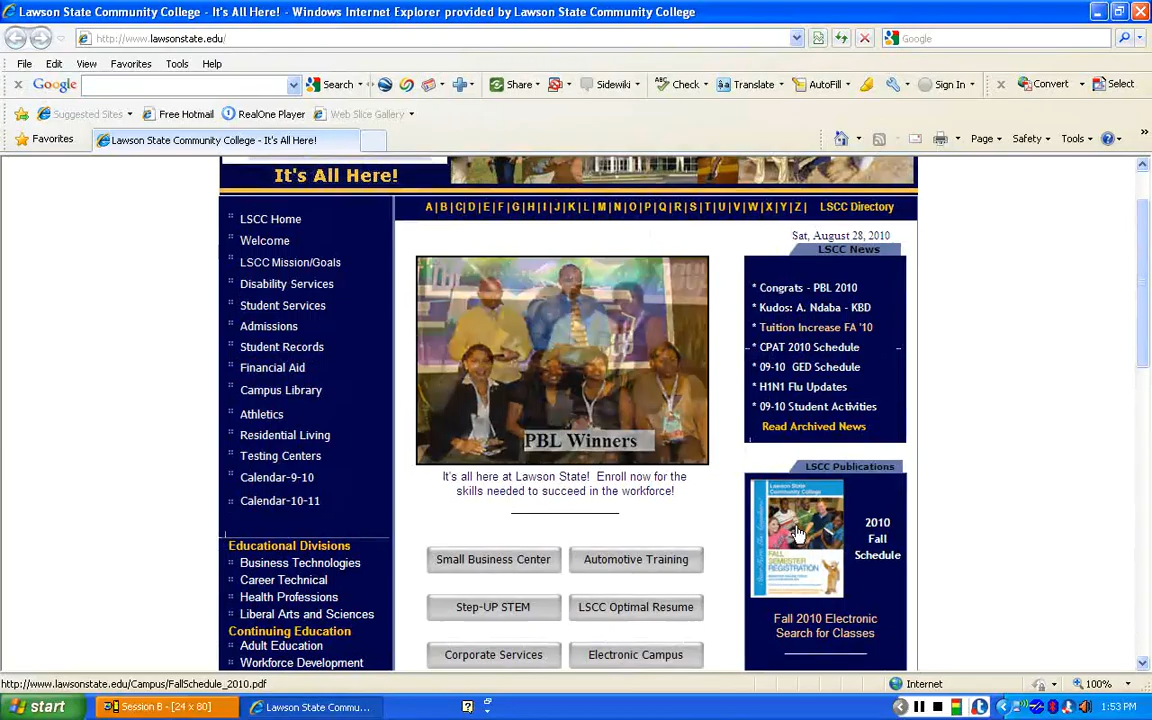 Lawson State Community College - It's All Here! - Windows Internet Explorer provided by Lawson State Community College
http://www.lawsonstate.edu/
Google
File Edit View Favorites Tools Help
Google Search Share Sidewiki Check Translate AutoFill Sign In Convert Select
Suggested Sites Free Hotmail RealOne Player Web Slice Gallery
Favorites Lawson State Community College - It's All Here! Page Safety Tools
It's All Here!
A | B | C | D | E | F | G | H | I | J | K | L | M | N | O | P | Q | R | S | T | U | V | W | X | Y | Z | LSCC Directory
LSCC Home
Welcome
LSCC Mission/Goals
Disability Services
Student Services
Admissions
Student Records
Financial Aid
Campus Library
Athletics
Residential Living
Testing Centers
Calendar-9-10
Calendar-10-11
Educational Divisions
Business Technologies
Career Technical
Health Professions
Liberal Arts and Sciences
Continuing Education
Adult Education
Workforce Development
PBL Winners
It's all here at Lawson State! Enroll now for the
skills needed to succeed in the workforce!
Small Business Center Automotive Training
Step-UP STEM LSCC Optimal Resume
Corporate Services Electronic Campus
Sat, August 28, 2010
LSCC News
* Congrats - PBL 2010
* Kudos: A. Ndaba - KBD
* Tuition Increase FA '10
* CPAT 2010 Schedule
* 09-10 GED Schedule
* H1N1 Flu Updates
* 09-10 Student Activities
Read Archived News
LSCC Publications
Lawson State
Community College
FALL
SEMESTER
REGISTRATION
2010
Fall
Schedule
Fall 2010 Electronic
Search for Classes
http://www.lawsonstate.edu/Campus/FallSchedule_2010.pdf Internet 100%
start Session B - [24 x 80] Lawson State Commu... 1:53 PM